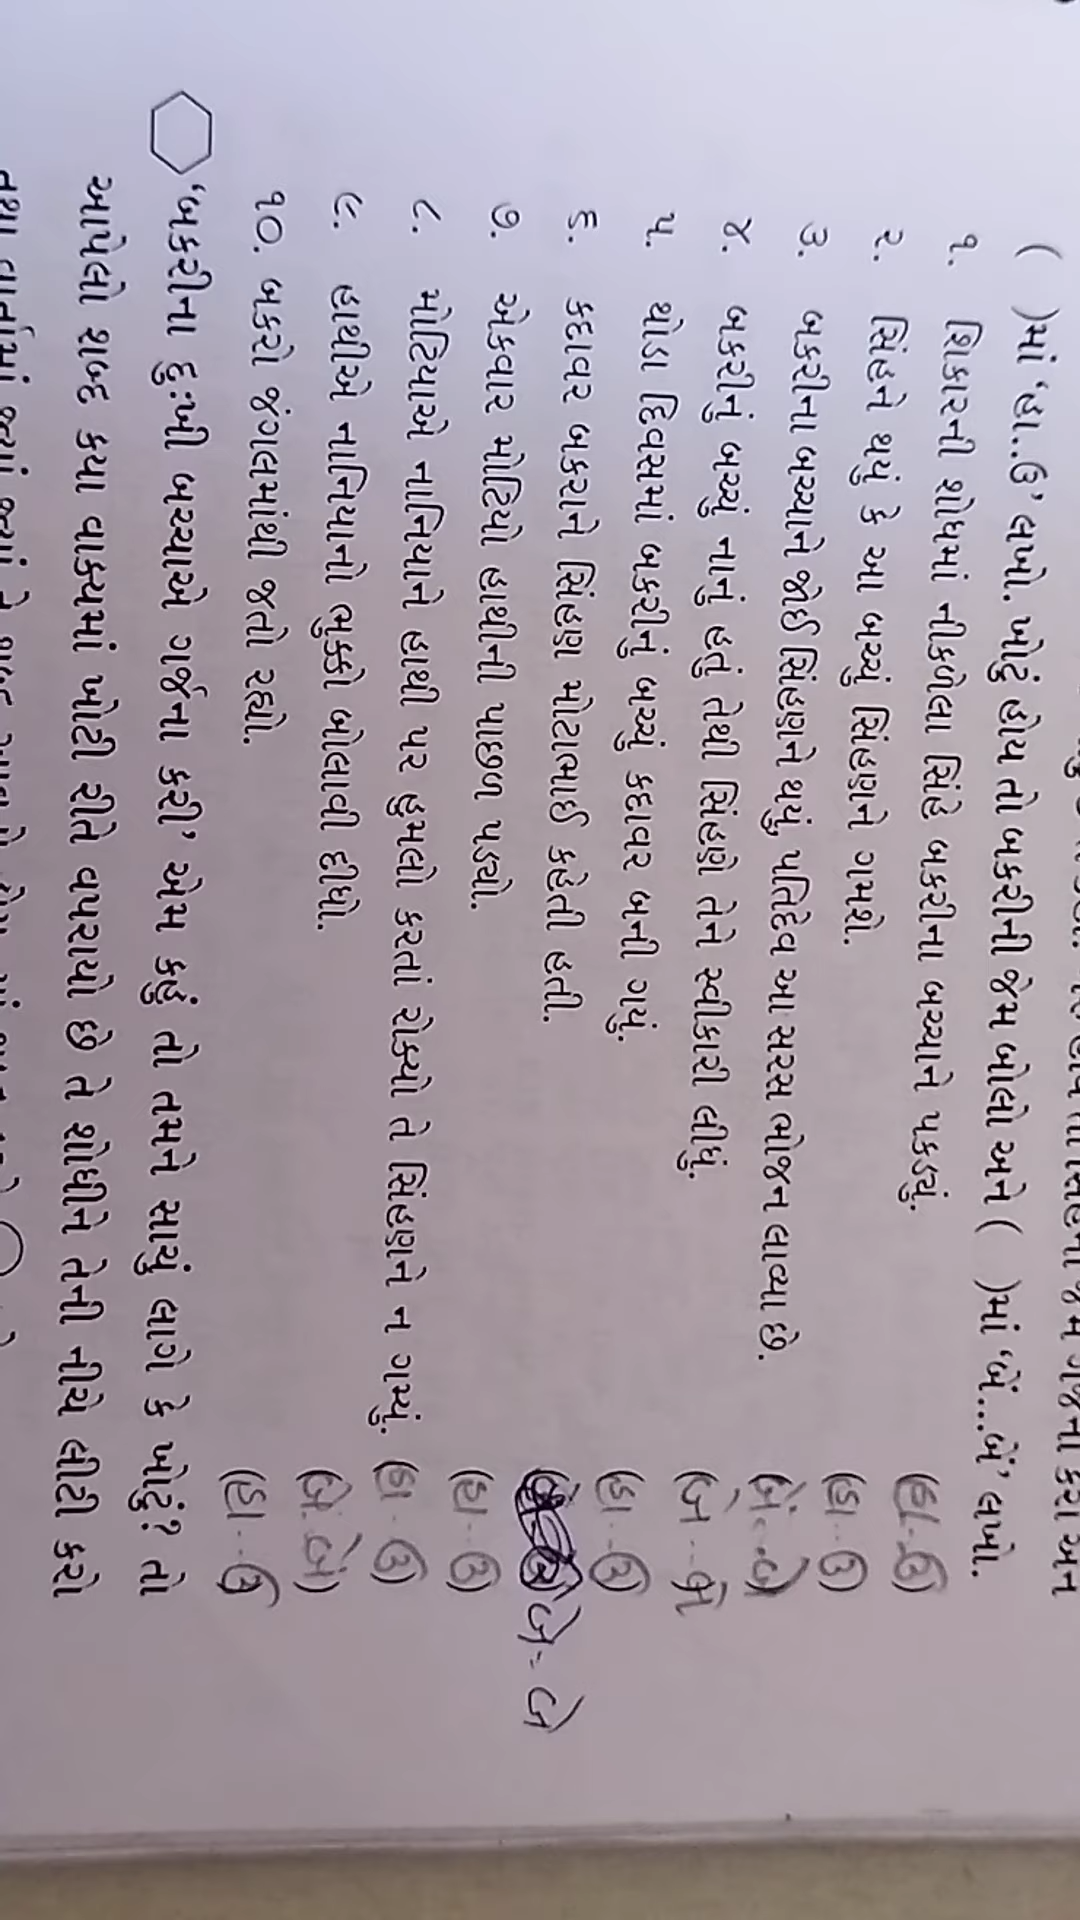 ( )માં 'હા..ઉ' લખો. ખોટું હોય તો બકરીની જેમ બોલો અને ( )માં 'બેં...બેં' લખો.
૧. શિકારની શોધમાં નીકળેલા સિંહે બકરીના બચ્ચાને પકડ્યું. (હા..ઉ)
૨. સિંહને થયું કે આ બચ્ચું સિંહણને ગમશે. (હા..ઉ)
૩. બકરીના બચ્ચાને જોઈ સિંહણને થયું પતિદેવ આ સરસ ભોજન લાવ્યા છે. (બેં..બે)
૪. બકરીનું બચ્ચું નાનું હતું તેથી સિંહણે તેને સ્વીકારી લીધું. (બે..બેં
૫. થોડા દિવસમાં બકરીનું બચ્ચું કદાવર બની ગયું. (હા..ઉ)
૬. કદાવર બકરાને સિંહણ મોટાભાઈ કહેતી હતી. બે-બે
૭. એકવાર મોટિયો હાથીની પાછળ પડ્યો. (હા..ઉ)
૮. મોટિયાએ નાનિયાને હાથી પર હુમલો કરતાં રોક્યો તે સિંહણને ન ગમ્યું. (હા..ઉ)
૯. હાથીએ નાનિયાનો ભુક્કો બોલાવી દીધો. (બે..બેં)
૧૦. બકરો જંગલમાંથી જતો રહ્યો. (હા..ઉ
'બકરીના દુઃખી બચ્ચાએ ગર્જના કરી' એમ કહું તો તમને સાચું લાગે કે ખોટું? તો
આપેલો શબ્દ કયા વાક્યમાં ખોટી રીતે વપરાયો છે તે શોધીને તેની નીચે લીટી કરો